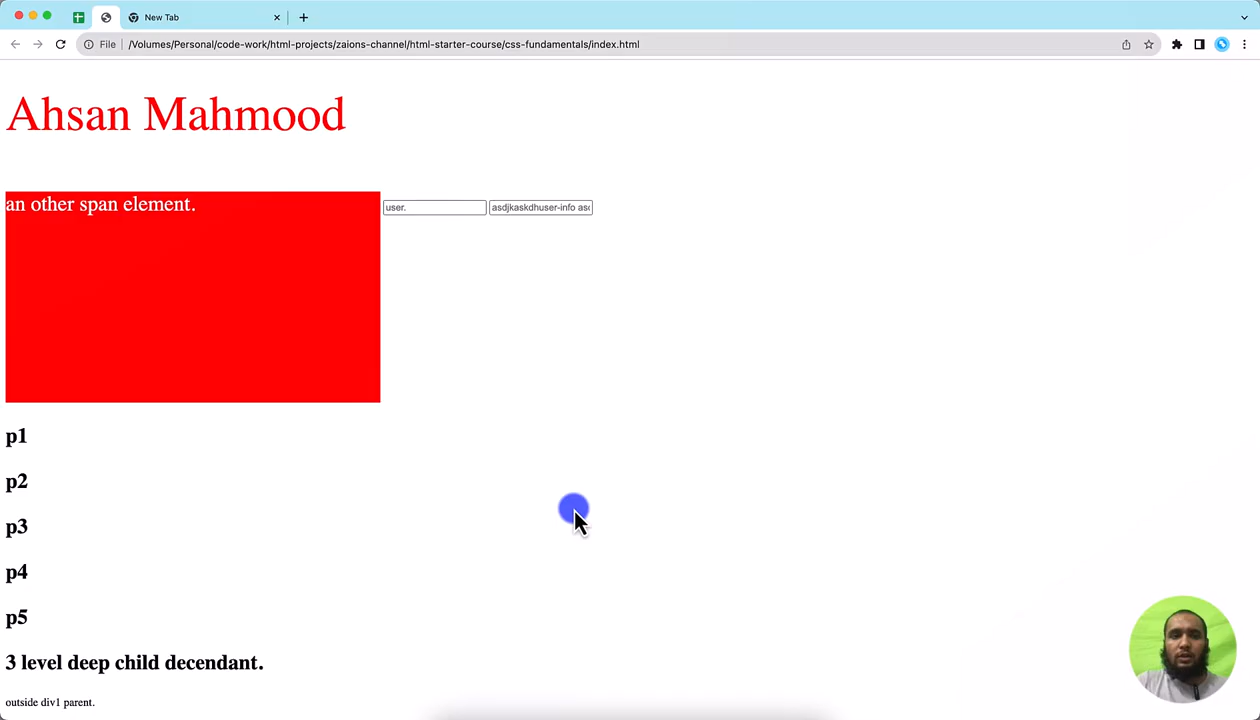 New Tab
File /Volumes/Personal/code-work/html-projects/zaions-channel/html-starter-course/css-fundamentals/index.html
Ahsan Mahmood
an other span element.
user. asdjkaskdhuser-info
p1
p2
p3
p4
p5
3 level deep child decendant.
outside div1 parent.